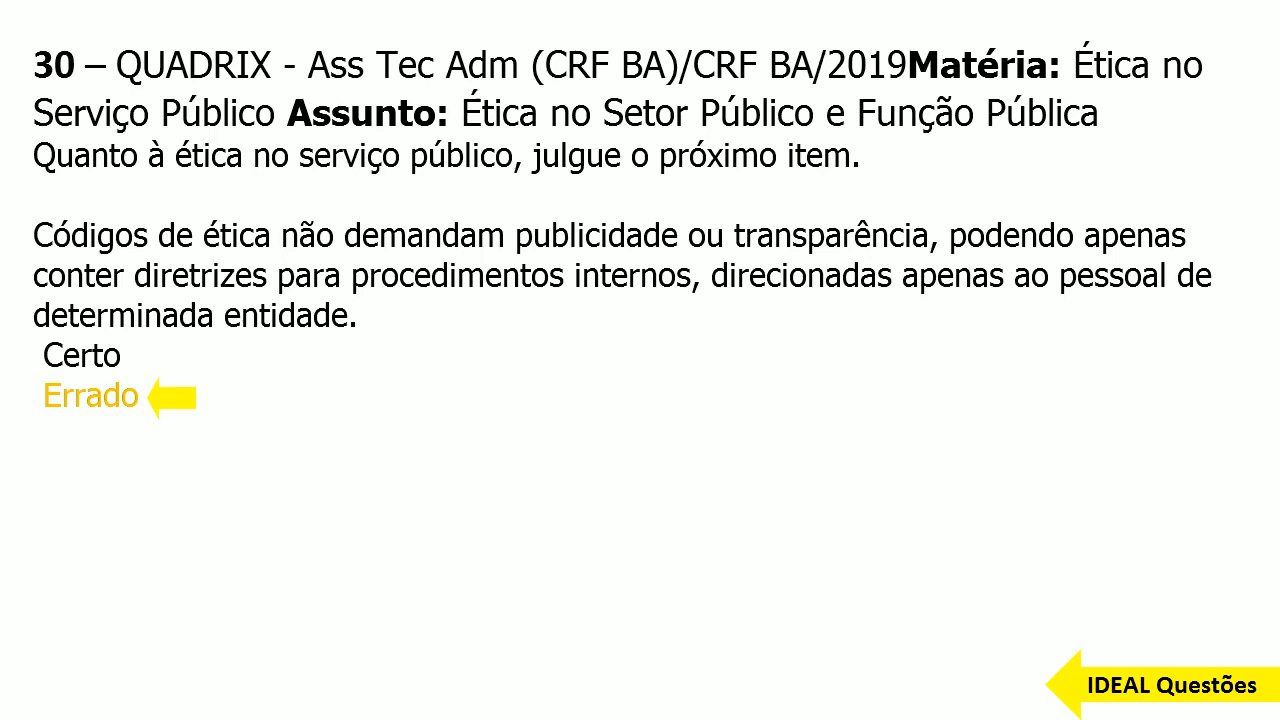 30 – QUADRIX - Ass Tec Adm (CRF BA)/CRF BA/2019Matéria: Ética no
Serviço Público Assunto: Ética no Setor Público e Função Pública
Quanto à ética no serviço público, julgue o próximo item.
Códigos de ética não demandam publicidade ou transparência, podendo apenas
conter diretrizes para procedimentos internos, direcionadas apenas ao pessoal de
determinada entidade.
Certo
Errado
IDEAL Questões